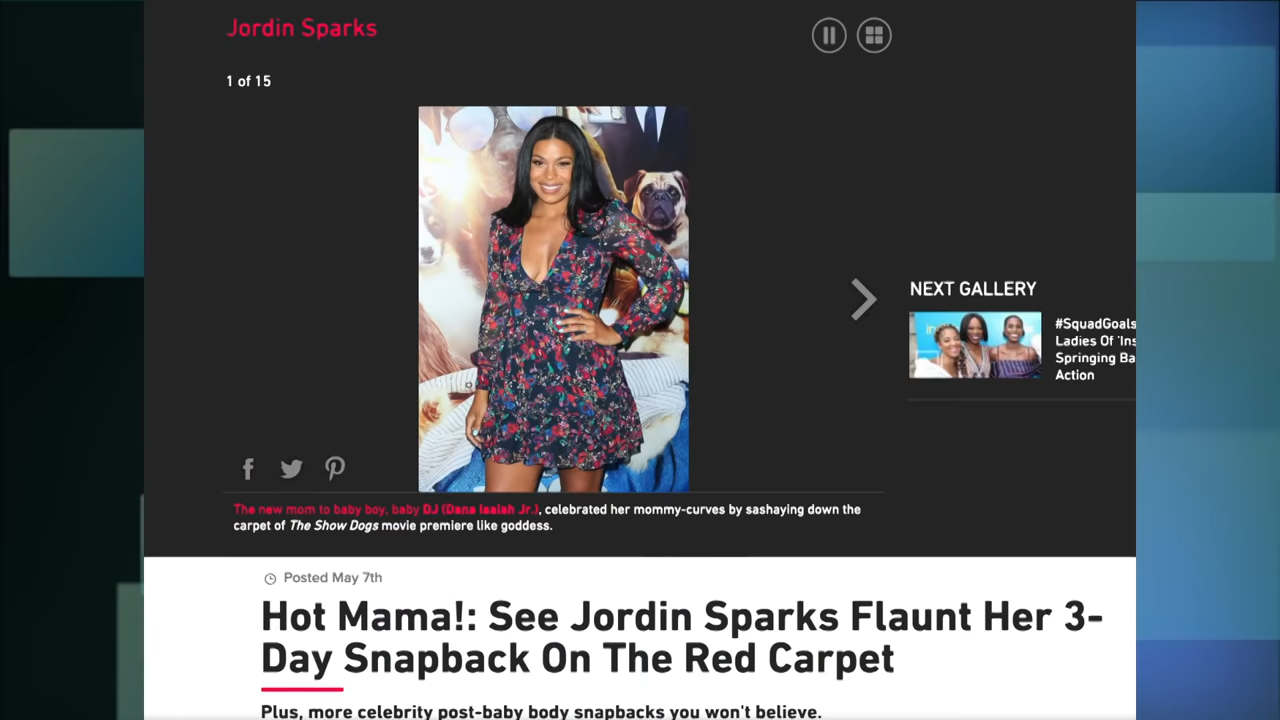 Jordin Sparks
1 of 15
NEXT GALLERY
#SquadGoals
Ladies Of 'Ins
Springing Ba
Action
The new mom to baby boy, baby DJ (Dana Isaiah Jr.), celebrated her mommy-curves by sashaying down the
carpet of The Show Dogs movie premiere like goddess.
Posted May 7th
Hot Mama!: See Jordin Sparks Flaunt Her 3-
Day Snapback On The Red Carpet
Plus, more celebrity post-baby body snapbacks you won't believe.